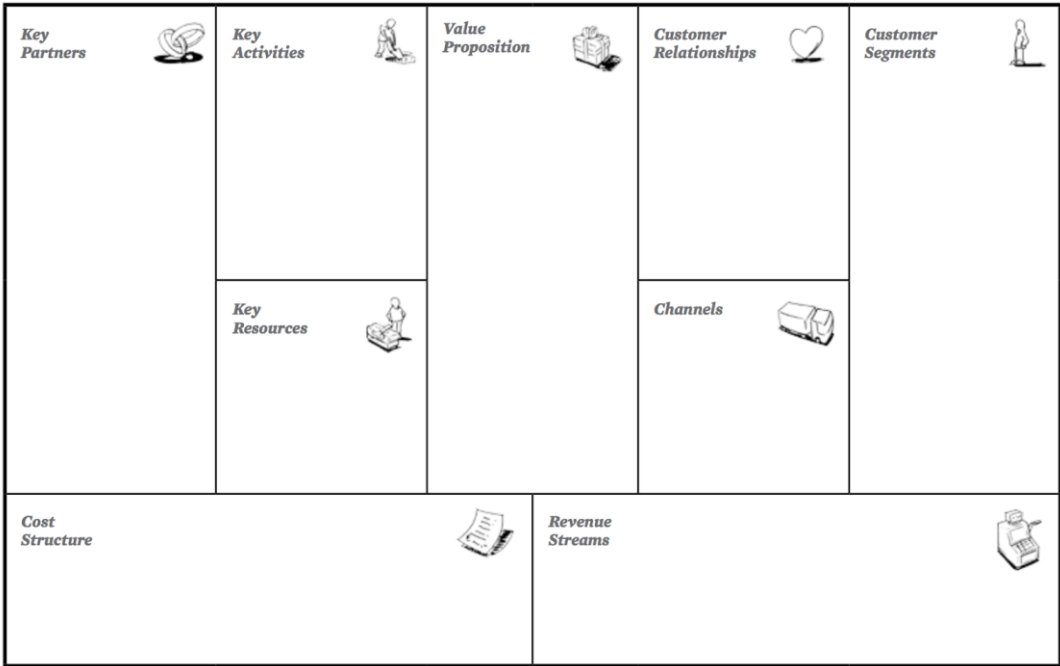 Key
Partners
Key
Activities
Value
Proposition
Customer
Relationships
Customer
Segments
Key
Resources
Channels
Cost
Structure
Revenue
Streams